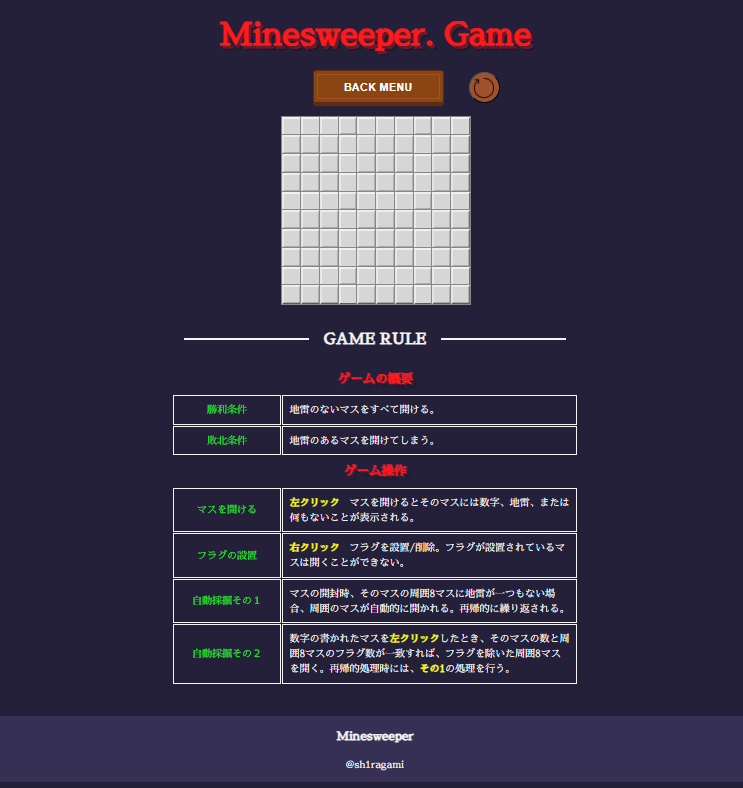 Minesweeper. Game
BACK MENU
GAME RULE
ゲームの概要
勝利条件
地雷のないマスをすべて開ける。
敗北条件
地雷のあるマスを開けてしまう。
ゲーム操作
マスを開ける
左クリック　マスを開けるとそのマスには数字、地雷、または
何もないことが表示される。
フラグの設置
右クリック　フラグを設置/削除。フラグが設置されているマ
スは開くことができない。
自動採掘その１
マスの開封時、そのマスの周囲8マスに地雷が一つもない場
合、周囲のマスが自動的に開かれる。再帰的に繰り返される。
自動採掘その２
数字の書かれたマスを左クリックしたとき、そのマスの数と周
囲8マスのフラグ数が一致すれば、フラグを除いた周囲8マス
を開く。再帰的処理時には、その1の処理を行う。
Minesweeper
@sh1ragami